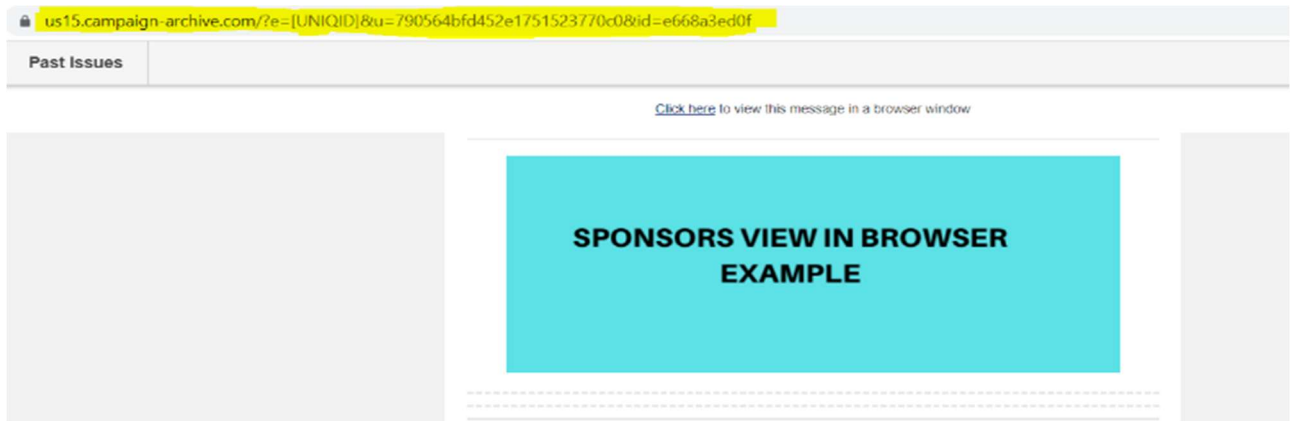 us15.campaign-archive.com/?e=[UNIQID]&u=790564bfd452e1751523770c0&id=e668a3ed0f
Past Issues
Click here to view this message in a browser window
SPONSORS VIEW IN BROWSER
EXAMPLE